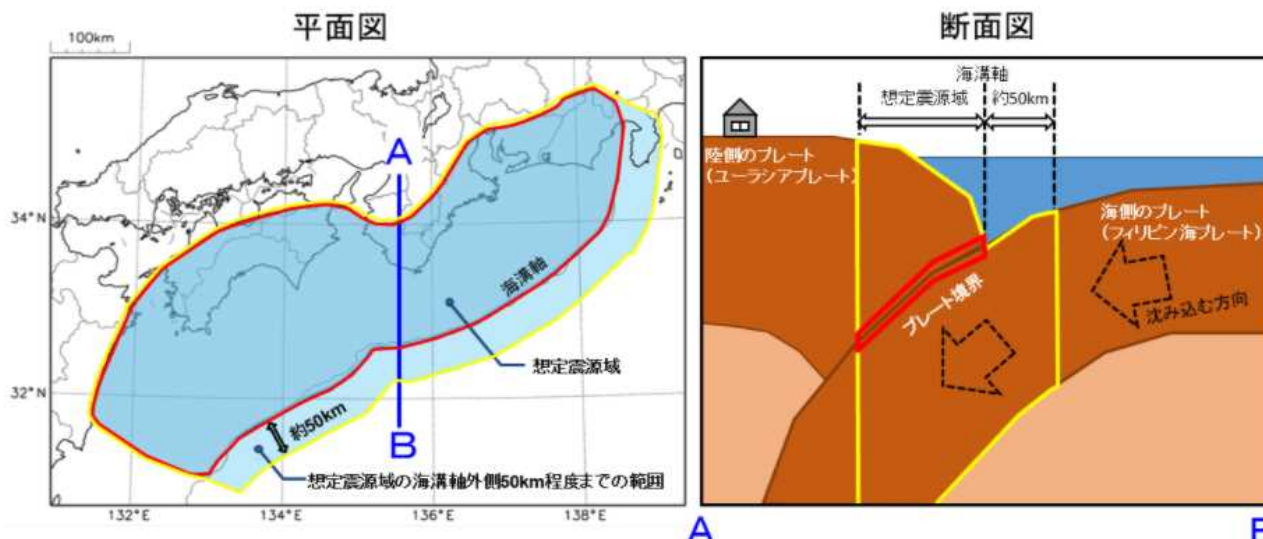 平面図
100km
34°N
32°N
132°E
134°E
136°E
138°E
A
B
海溝軸
想定震源域
約50km
想定震源域の海溝軸外側50km程度までの範囲
断面図
海溝軸
想定震源域
約50km
陸側のプレート
(ユーラシアプレート)
海側のプレート
(フィリピン海プレート)
プレート境界
沈み込む方向
A
B